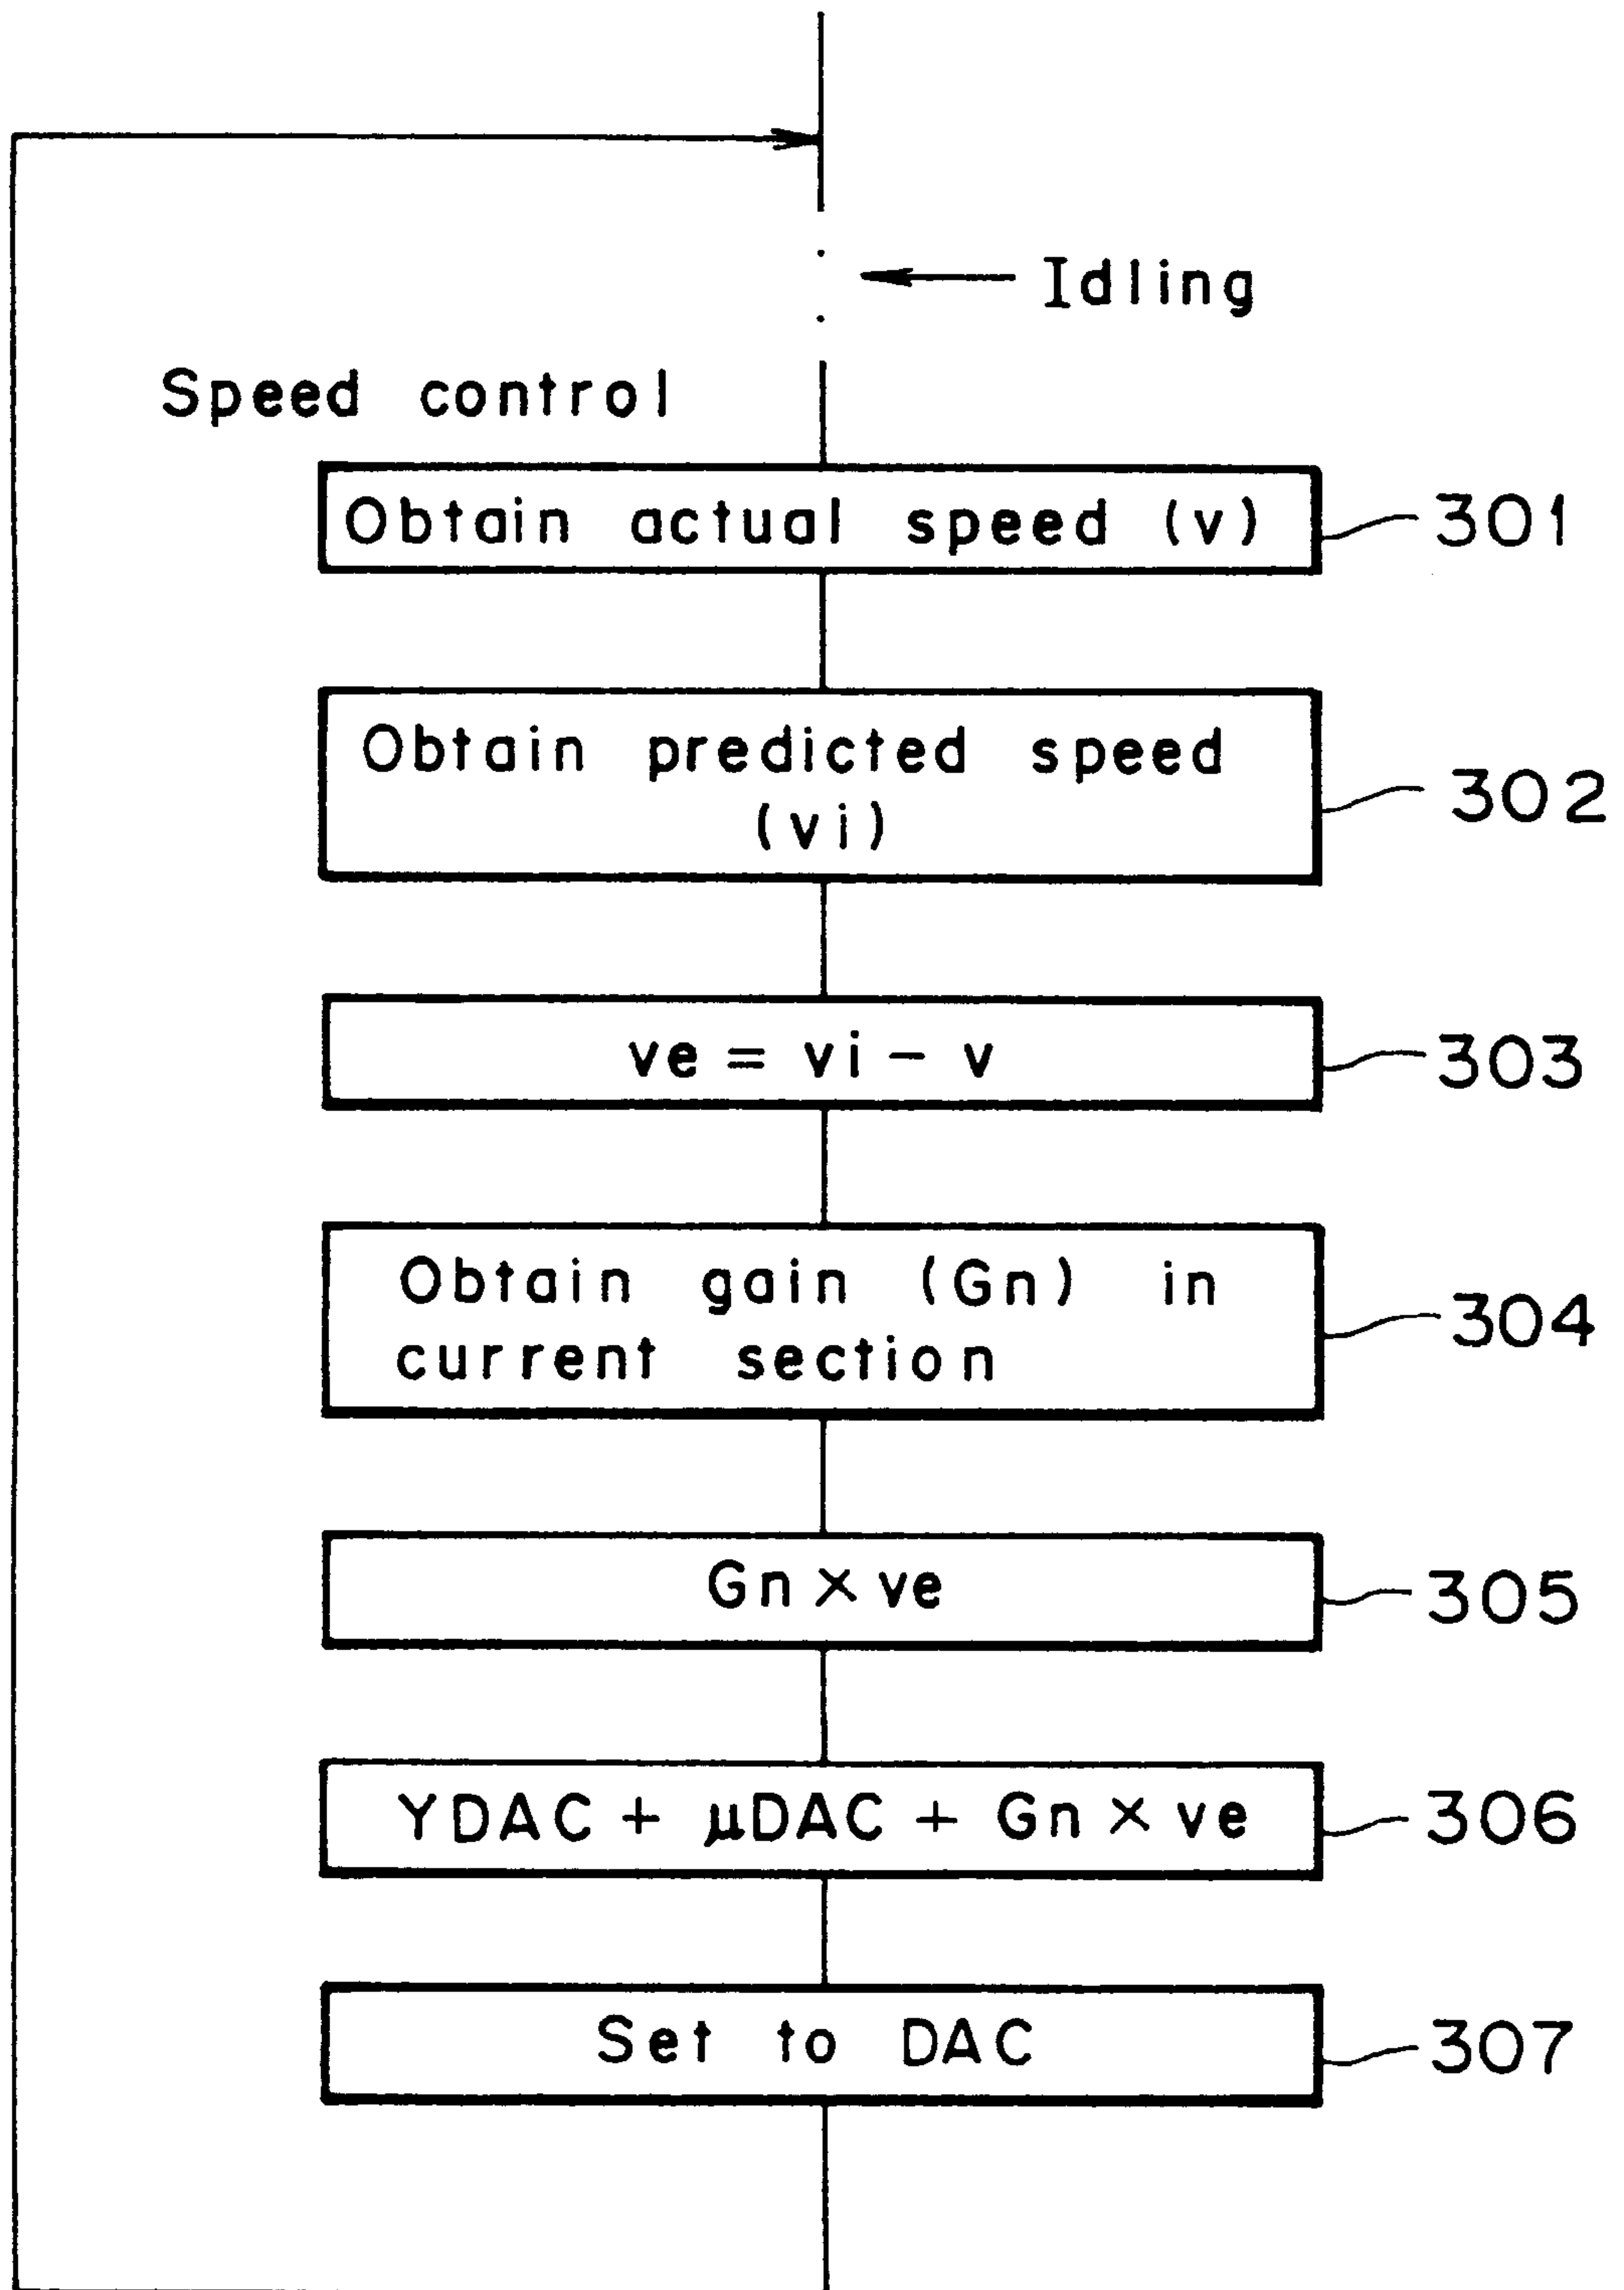 Idling
Speed control
Obtain actual speed (v)
301
Obtain predicted speed
(vi)
302
ve = vi - v
303
Obtain gain (Gn) in
current section
304
Gn × ve
305
YDAC + μDAC + Gn × ve
306
Set to DAC
307